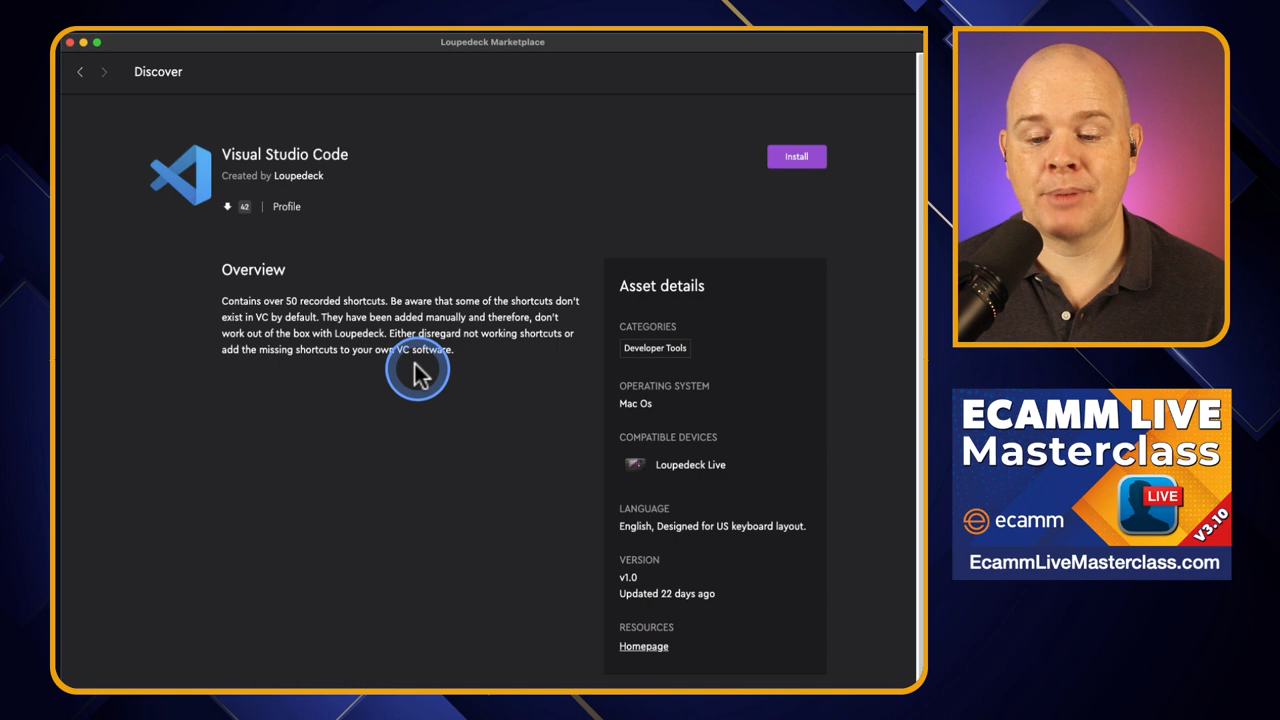 Loupedeck Marketplace
Discover
Visual Studio Code
Created by Loupedeck
42 | Profile
Install
Overview
Contains over 50 recorded shortcuts. Be aware that some of the shortcuts don't
exist in VC by default. They have been added manually and therefore, don't
work out of the box with Loupedeck. Either disregard not working shortcuts or
add the missing shortcuts to your own VC software.
Asset details
CATEGORIES
Developer Tools
OPERATING SYSTEM
Mac Os
COMPATIBLE DEVICES
Loupedeck Live
LANGUAGE
English, Designed for US keyboard layout.
VERSION
v1.0
Updated 22 days ago
RESOURCES
Homepage
ECAMM LIVE
Masterclass
LIVE
ecamm
v3.10
EcammLiveMasterclass.com